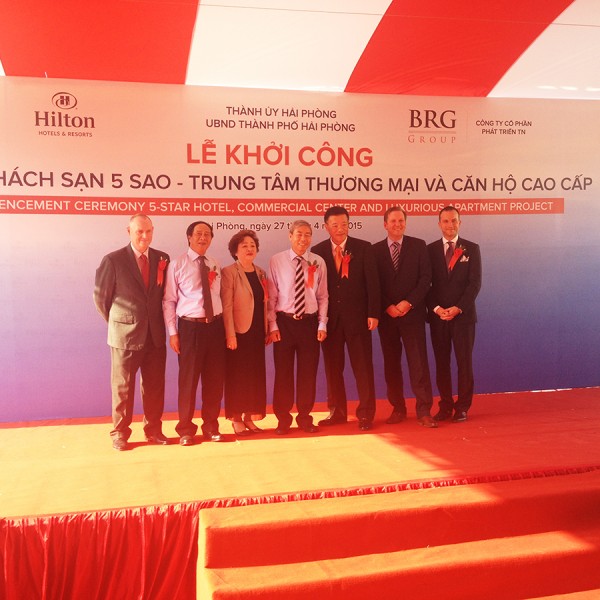 Hilton
HOTELS & RESORTS
THÀNH ỦY HẢI PHÒNG
UBND THÀNH PHỐ HẢI PHÒNG
BRG
GROUP
CÔNG TY CỔ PHẦN
PHÁT TRIỂN TN
LỄ KHỞI CÔNG
HÁCH SẠN 5 SAO - TRUNG TÂM THƯƠNG MẠI VÀ CĂN HỘ CAO CẤP
ENCEMENT CEREMONY 5-STAR HOTEL, COMMERCIAL CENTER AND LUXURIOUS APARTMENT PROJECT
Phòng, ngày 27 4 2015